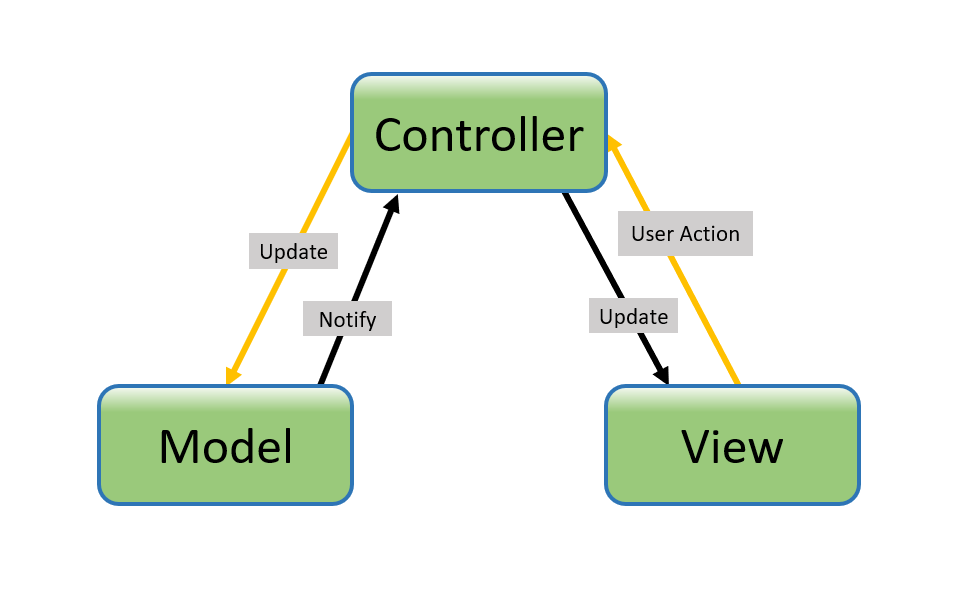 Controller
Update
User Action
Notify
Update
Model
View